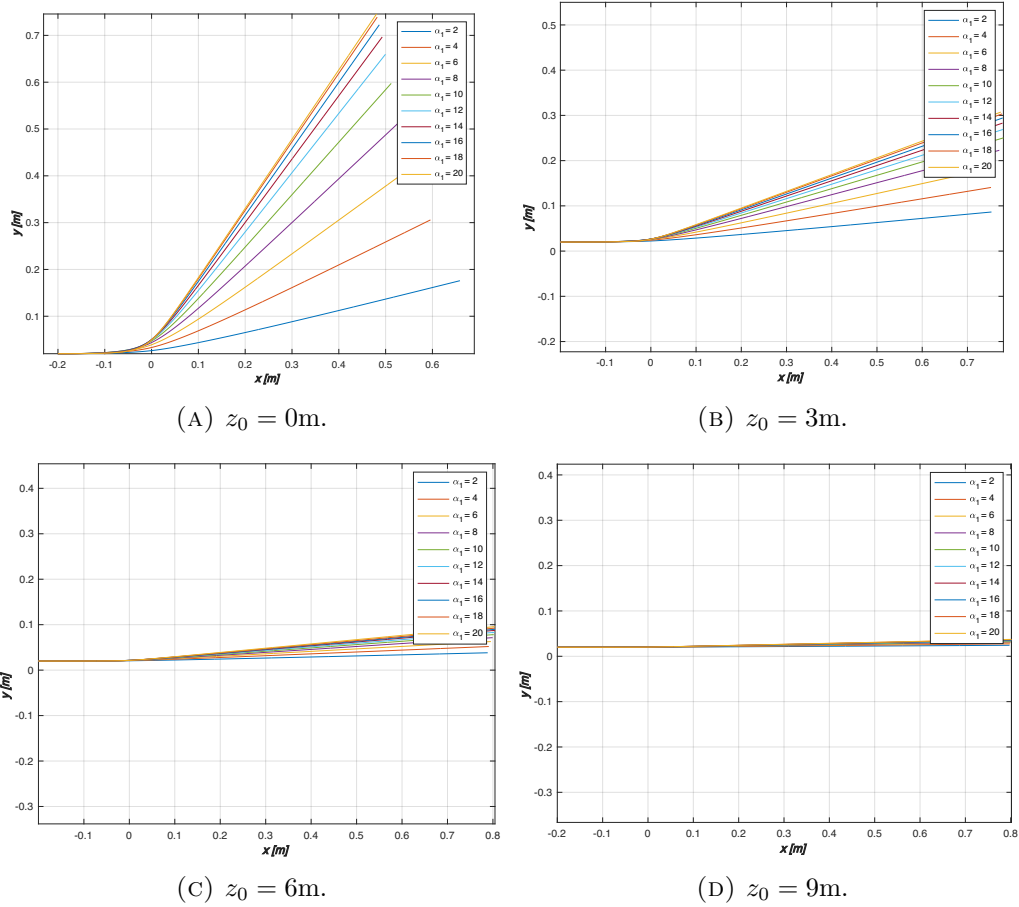 0.7
0.6
0.5
0.4
0.3
0.2
0.1
y [m]
α₁ = 2
α₁ = 4
α₁ = 6
α₁ = 8
α₁ = 10
α₁ = 12
α₁ = 14
α₁ = 16
α₁ = 18
α₁ = 20
-0.2 -0.1 0 0.1 0.2 0.3 0.4 0.5 0.6
x [m]
(A) z₀ = 0m.
0.5
0.4
0.3
0.2
0.1
0
-0.1
-0.2
y [m]
α₁ = 2
α₁ = 4
α₁ = 6
α₁ = 8
α₁ = 10
α₁ = 12
α₁ = 14
α₁ = 16
α₁ = 18
α₁ = 20
-0.1 0 0.1 0.2 0.3 0.4 0.5 0.6 0.7
x [m]
(B) z₀ = 3m.
0.4
0.3
0.2
0.1
0
-0.1
-0.2
-0.3
y [m]
α₁ = 2
α₁ = 4
α₁ = 6
α₁ = 8
α₁ = 10
α₁ = 12
α₁ = 14
α₁ = 16
α₁ = 18
α₁ = 20
-0.1 0 0.1 0.2 0.3 0.4 0.5 0.6 0.7 0.8
x [m]
(C) z₀ = 6m.
0.4
0.3
0.2
0.1
0
-0.1
-0.2
-0.3
y [m]
α₁ = 2
α₁ = 4
α₁ = 6
α₁ = 8
α₁ = 10
α₁ = 12
α₁ = 14
α₁ = 16
α₁ = 18
α₁ = 20
-0.2 -0.1 0 0.1 0.2 0.3 0.4 0.5 0.6 0.7 0.8
x [m]
(D) z₀ = 9m.